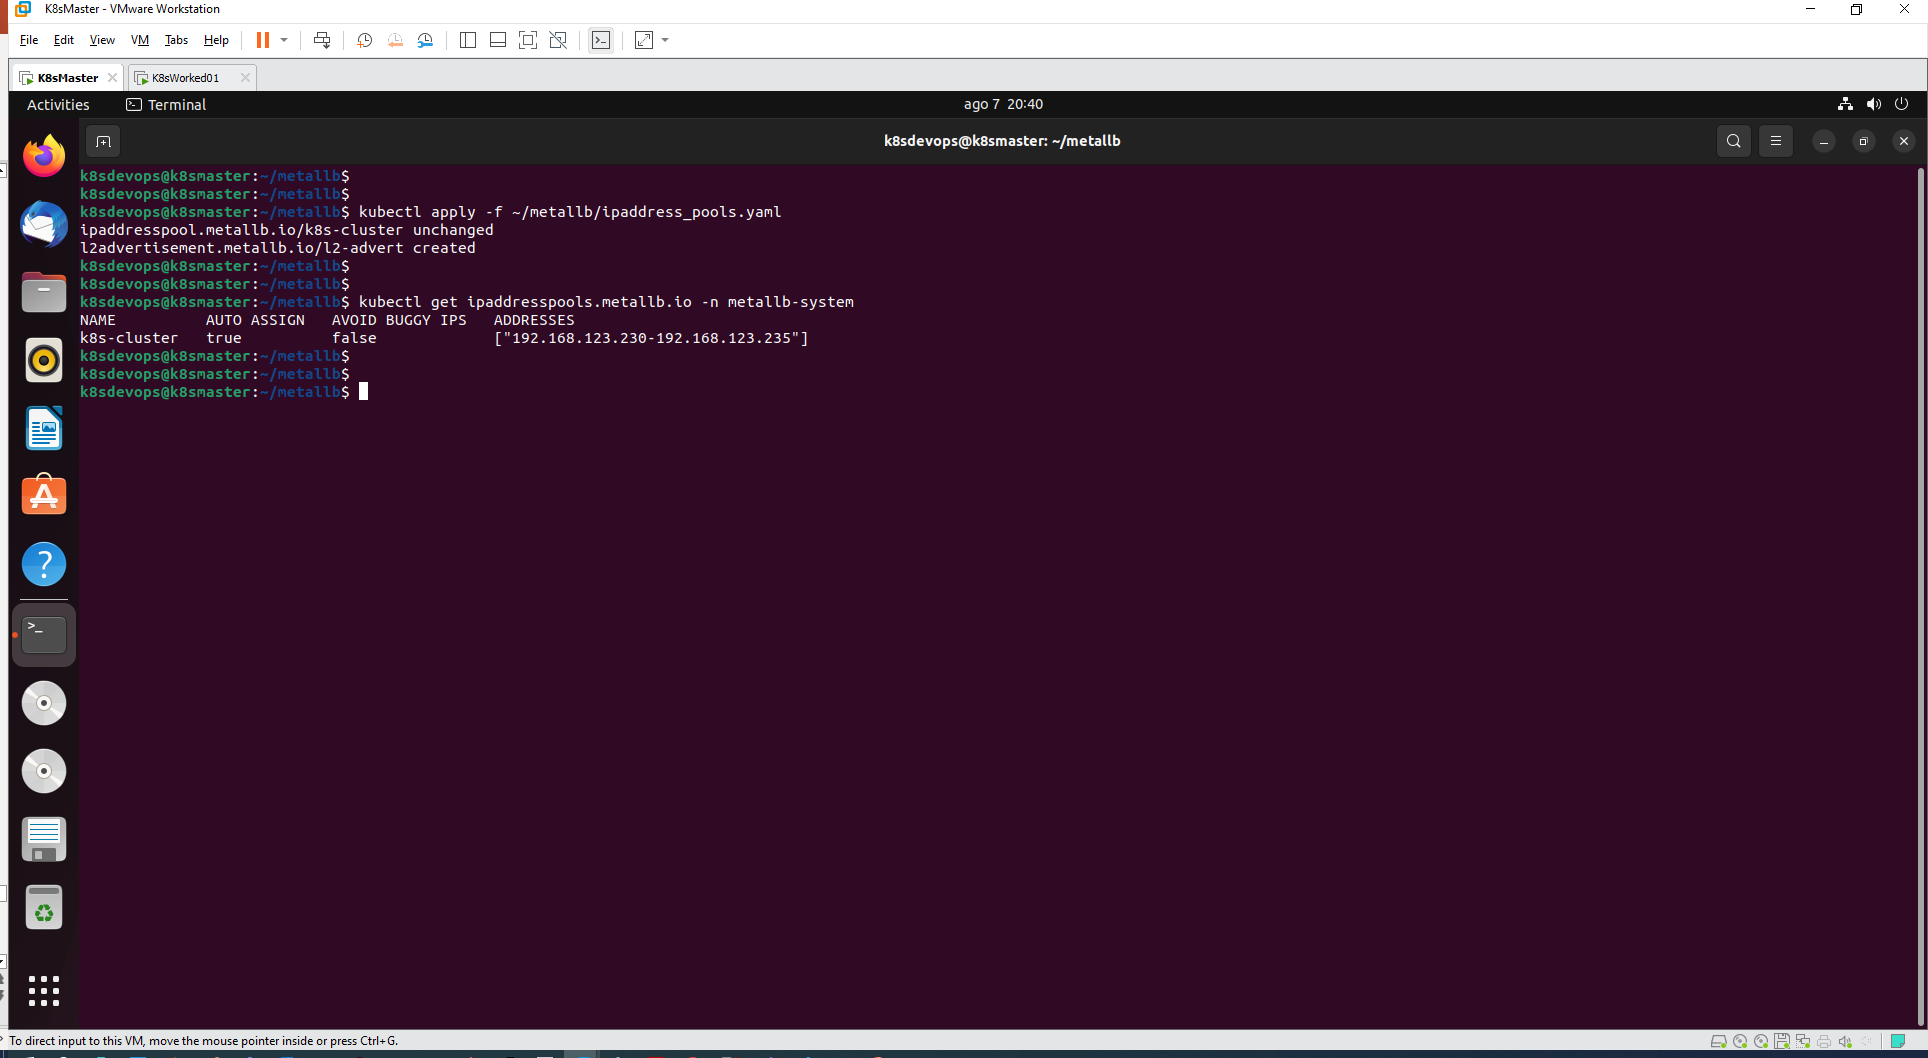 K8sMaster - VMware Workstation
File Edit View VM Tabs Help
K8sMaster K8sWorked01
Activities Terminal ago 7 20:40
k8sdevops@k8smaster: ~/metallb
k8sdevops@k8smaster:~/metallb$
k8sdevops@k8smaster:~/metallb$
k8sdevops@k8smaster:~/metallb$ kubectl apply -f ~/metallb/ipaddress_pools.yaml
ipaddresspool.metallb.io/k8s-cluster unchanged
l2advertisement.metallb.io/l2-advert created
k8sdevops@k8smaster:~/metallb$
k8sdevops@k8smaster:~/metallb$
k8sdevops@k8smaster:~/metallb$ kubectl get ipaddresspools.metallb.io -n metallb-system
NAME AUTO ASSIGN AVOID BUGGY IPS ADDRESSES
k8s-cluster true false ["192.168.123.230-192.168.123.235"]
k8sdevops@k8smaster:~/metallb$
k8sdevops@k8smaster:~/metallb$
k8sdevops@k8smaster:~/metallb$
To direct input to this VM, move the mouse pointer inside or press Ctrl+G.